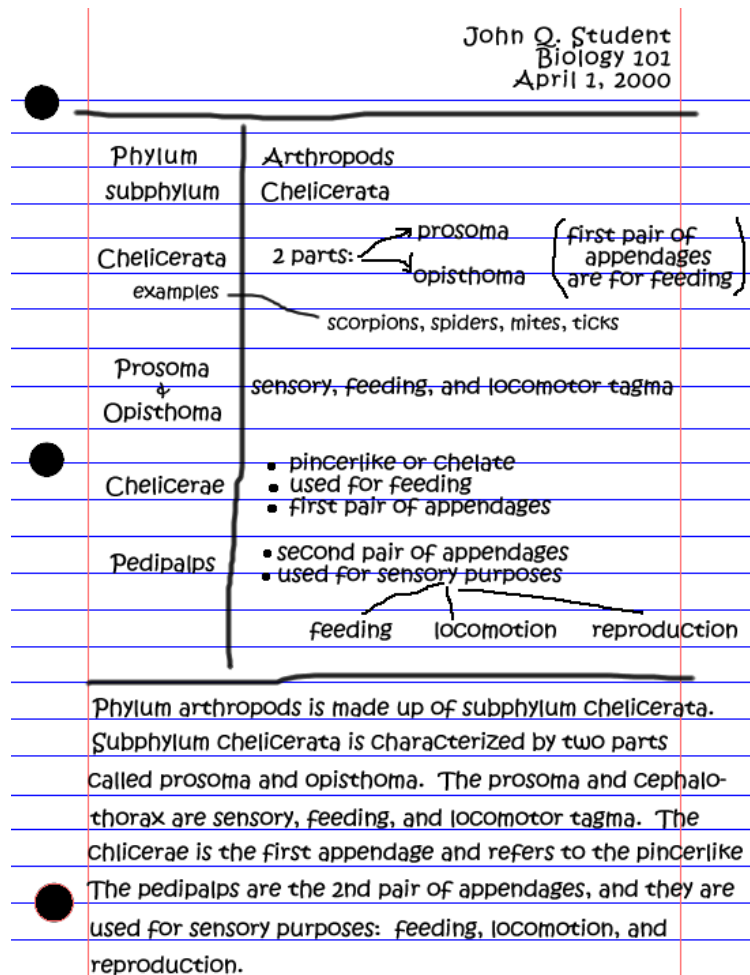 John Q. Student
Biology 101
April 1, 2000
Phylum Arthropods
subphylum Chelicerata
Chelicerata 2 parts: prosoma
opisthoma
(first pair of
appendages
are for feeding)
examples
scorpions, spiders, mites, ticks
Prosoma
&
Opisthoma
sensory, feeding, and locomotor tagma
Chelicerae
• pincerlike or chelate
• used for feeding
• first pair of appendages
Pedipalps
• second pair of appendages
• used for sensory purposes
feeding locomotion reproduction
Phylum arthropods is made up of subphylum chelicerata.
Subphylum chelicerata is characterized by two parts
called prosoma and opisthoma. The prosoma and cephalo-
thorax are sensory, feeding, and locomotor tagma. The
chlicerae is the first appendage and refers to the pincerlike
The pedipalps are the 2nd pair of appendages, and they are
used for sensory purposes: feeding, locomotion, and
reproduction.